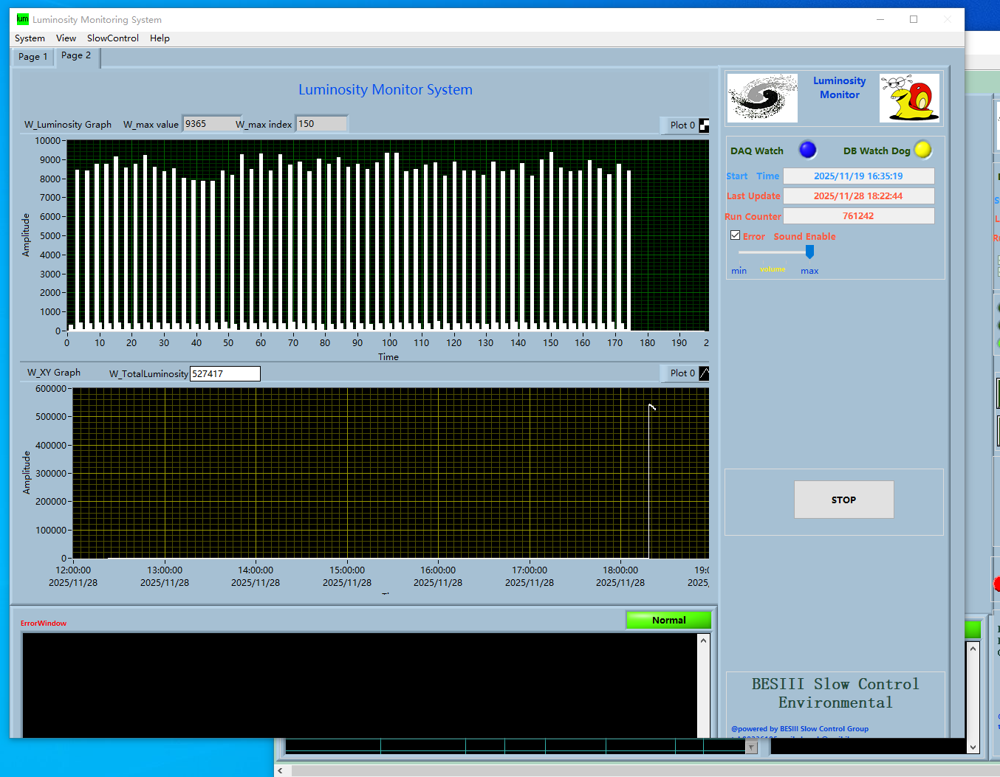 lum Luminosity Monitoring System
System View SlowControl Help
Page 1 Page 2
Luminosity Monitor System
W_Luminosity Graph W_max value 9365 W_max index 150 Plot 0
10000
9000
8000
7000
6000
5000
4000
3000
2000
1000
0
Amplitude
0 10 20 30 40 50 60 70 80 90 100 110 120 130 140 150 160 170 180 190
Time
W_XY Graph W_TotalLuminosity 527417 Plot 0
600000
500000
400000
300000
200000
100000
0
Amplitude
12:00:00 13:00:00 14:00:00 15:00:00 16:00:00 17:00:00 18:00:00
2025/11/28 2025/11/28 2025/11/28 2025/11/28 2025/11/28 2025/11/28 2025/11/28
ErrorWindow
Normal
Luminosity
Monitor
DAQ Watch DB Watch Dog
Start Time 2025/11/19 16:35:19
Last Update 2025/11/28 18:22:44
Run Counter 761242
Error Sound Enable
min volume max
STOP
BESIII Slow Control
Environmental
@powered by BESIII Slow Control Group